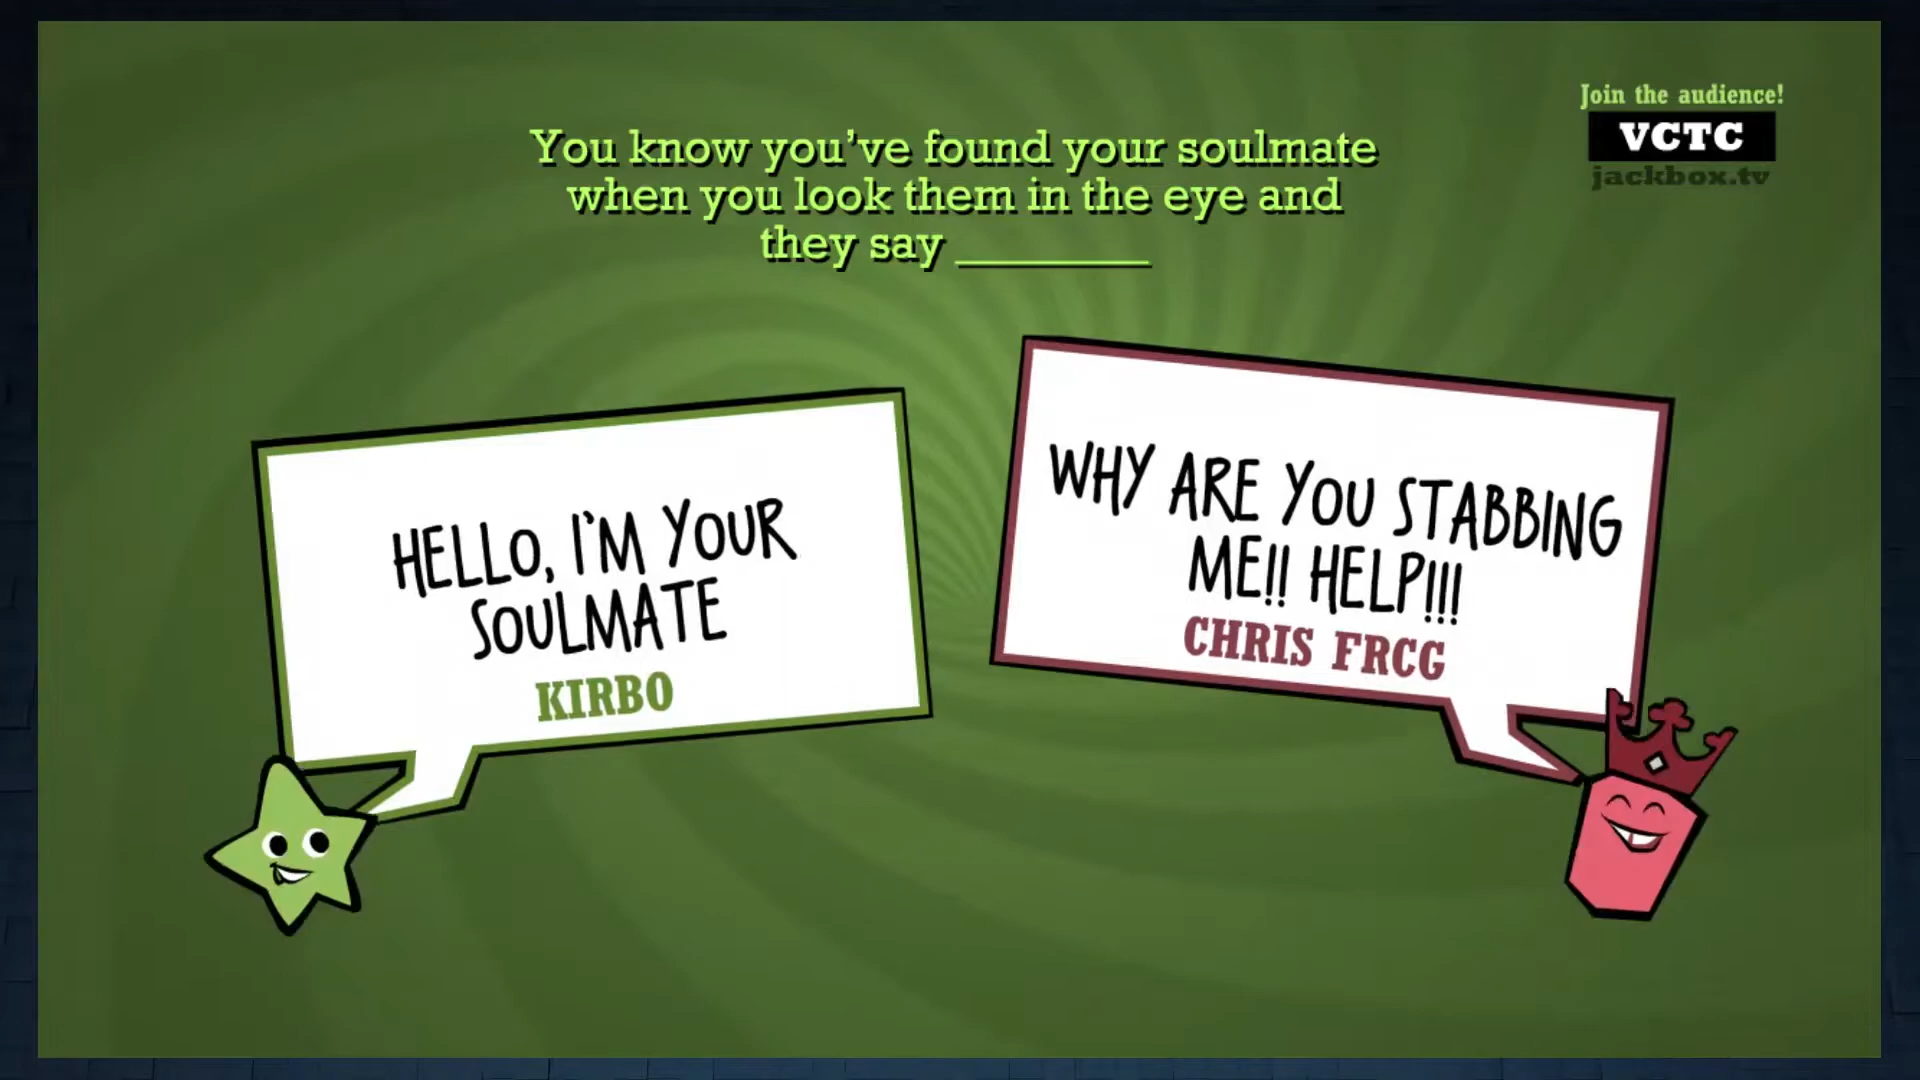 Join the audience!
VCTC
jackbox.tv
You know you’ve found your soulmate
when you look them in the eye and
they say ________
HELLO, I'M YOUR
SOULMATE
KIRBO
WHY ARE YOU STABBING
ME!! HELP!!!
CHRIS FRCG